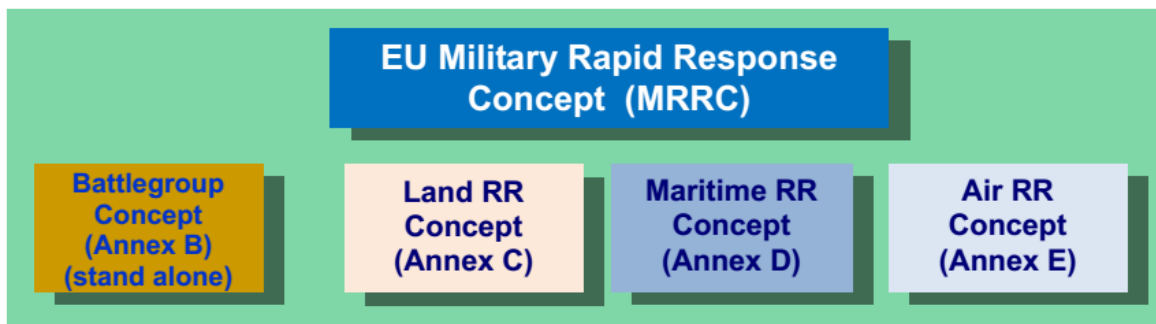 EU Military Rapid Response
Concept (MRRC)
Battlegroup
Concept
(Annex B)
(stand alone)
Land RR
Concept
(Annex C)
Maritime RR
Concept
(Annex D)
Air RR
Concept
(Annex E)